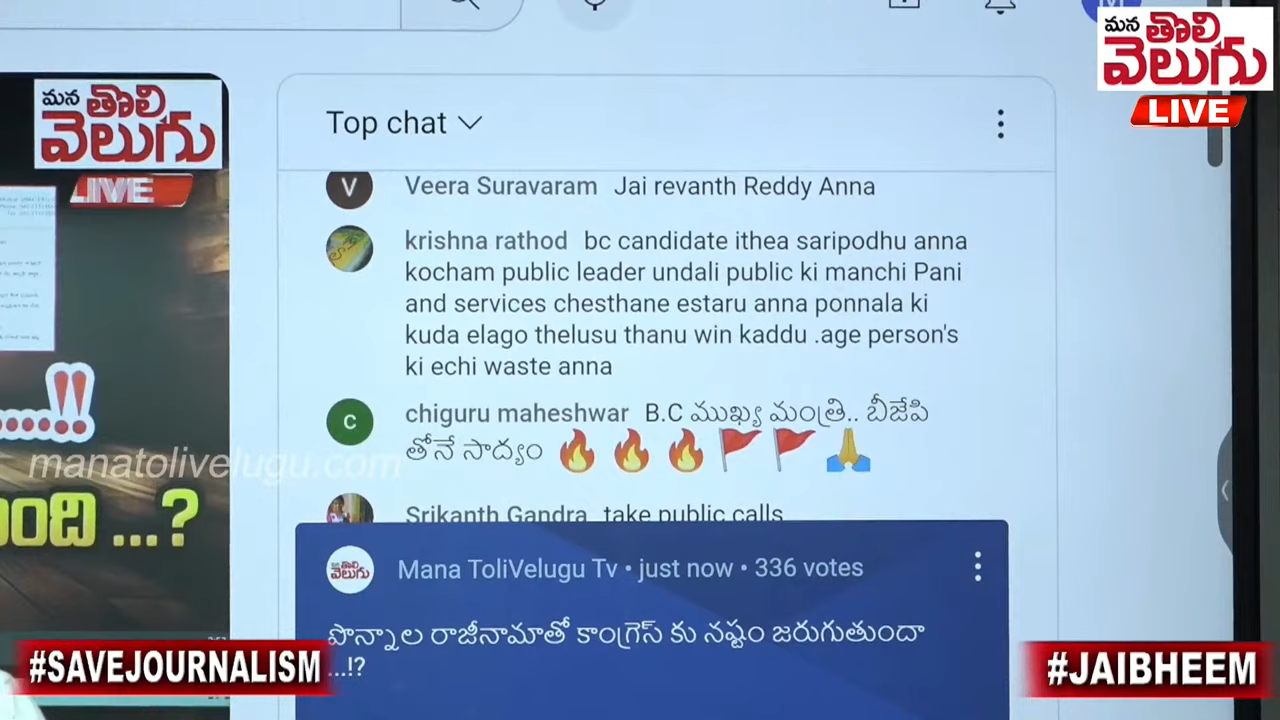 మన తొలి
వెలుగు
LIVE
మన తొలి
వెలుగు
LIVE
Top chat
V
Veera Suravaram Jai revanth Reddy Anna
krishna rathod bc candidate ithea saripodhu anna
kocham public leader undali public ki manchi Pani
and services chesthane estaru anna ponnala ki
kuda elago thelusu thanu win kaddu .age person's
ki echi waste anna
C
chiguru maheshwar B.C ముఖ్య మంత్రి.. బీజేపి
తోనే సాద్యం 🔥 🔥 🔥 🚩 🚩 🙏
Srikanth Gandra take public calls
.....!!
manatolivelugu.com
...?
Mana ToliVelugu Tv • just now • 336 votes
పొన్నాల రాజీనామాతో కాంగ్రెస్ కు నష్టం జరుగుతుందా
...!?
#SAVEJOURNALISM
#JAIBHEEM